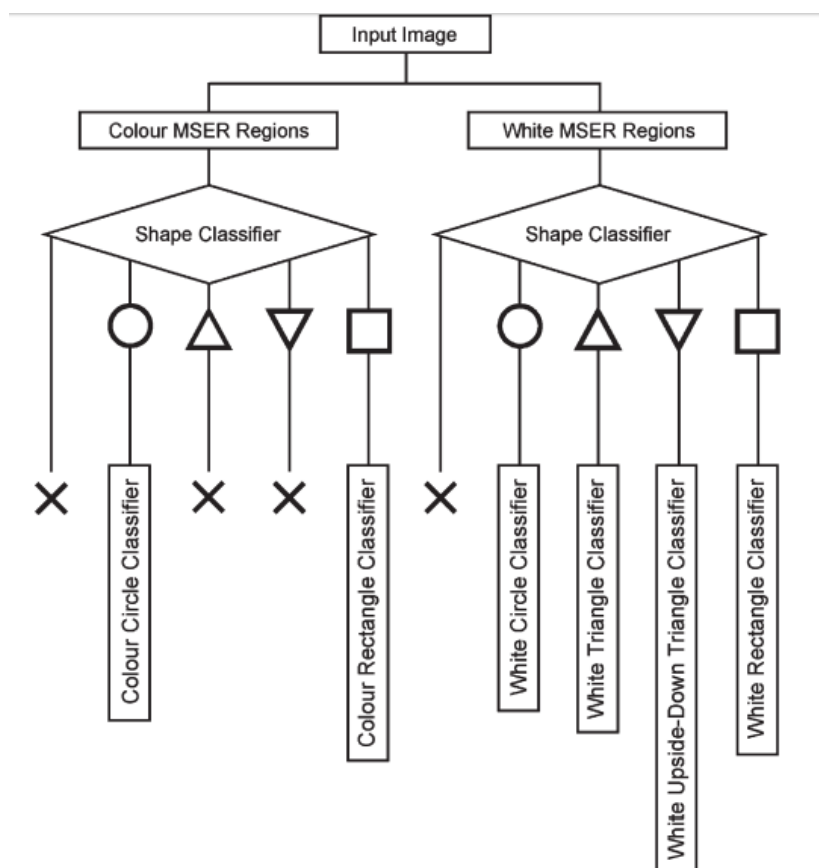 Input Image
Colour MSER Regions
White MSER Regions
Shape Classifier
Shape Classifier
Colour Circle Classifier
Colour Rectangle Classifier
White Circle Classifier
White Triangle Classifier
White Upside-Down Triangle Classifier
White Rectangle Classifier